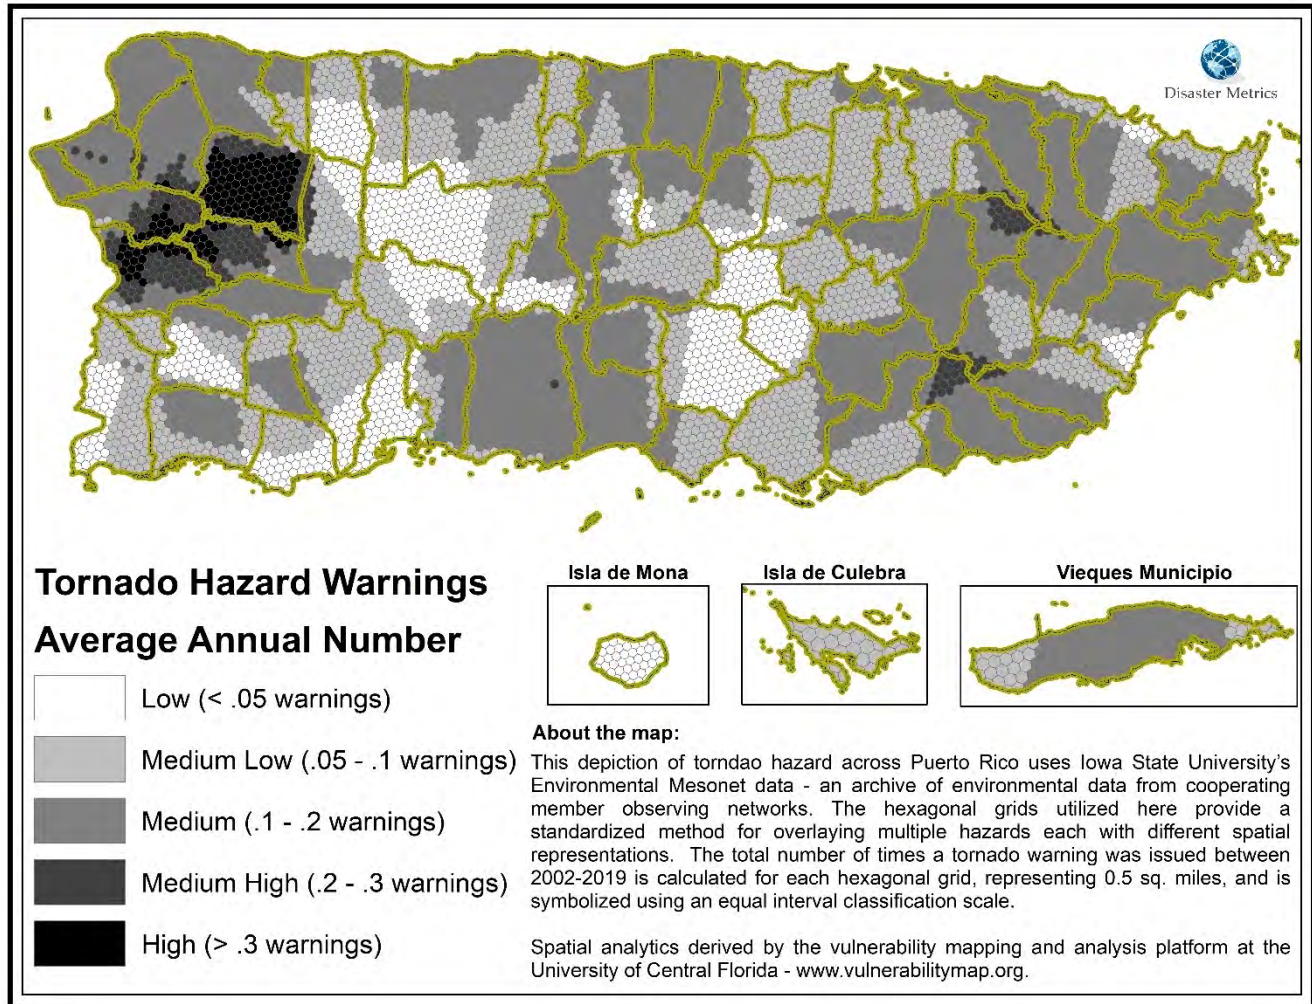 Disaster Metrics
Tornado Hazard Warnings
Average Annual Number
Low (< .05 warnings)
Medium Low (.05 - .1 warnings)
Medium (.1 - .2 warnings)
Medium High (.2 - .3 warnings)
High (> .3 warnings)
Isla de Mona
Isla de Culebra
Vieques Municipio
About the map:
This depiction of torndao hazard across Puerto Rico uses Iowa State University's
Environmental Mesonet data - an archive of environmental data from cooperating
member observing networks. The hexagonal grids utilized here provide a
standardized method for overlaying multiple hazards each with different spatial
representations. The total number of times a tornado warning was issued between
2002-2019 is calculated for each hexagonal grid, representing 0.5 sq. miles, and is
symbolized using an equal interval classification scale.
Spatial analytics derived by the vulnerability mapping and analysis platform at the
University of Central Florida - www.vulnerabilitymap.org.